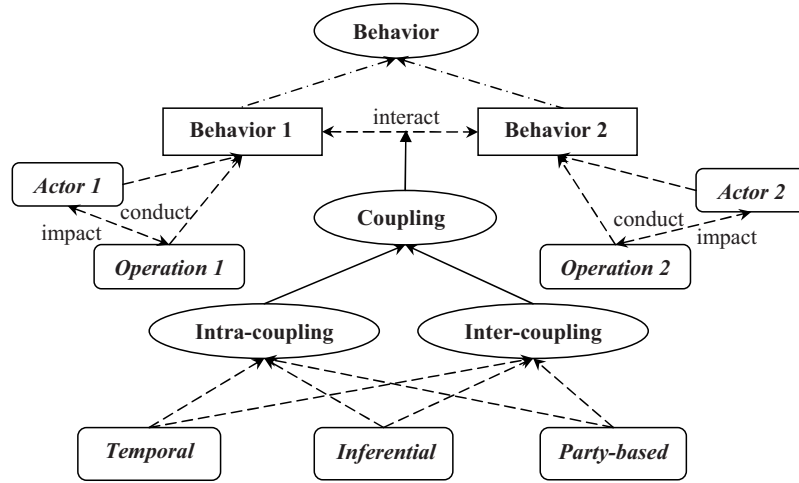 Behavior
interact
Behavior 1
Behavior 2
Actor 1
Actor 2
conduct
impact
Coupling
conduct
impact
Operation 1
Operation 2
Intra-coupling
Inter-coupling
Temporal
Inferential
Party-based